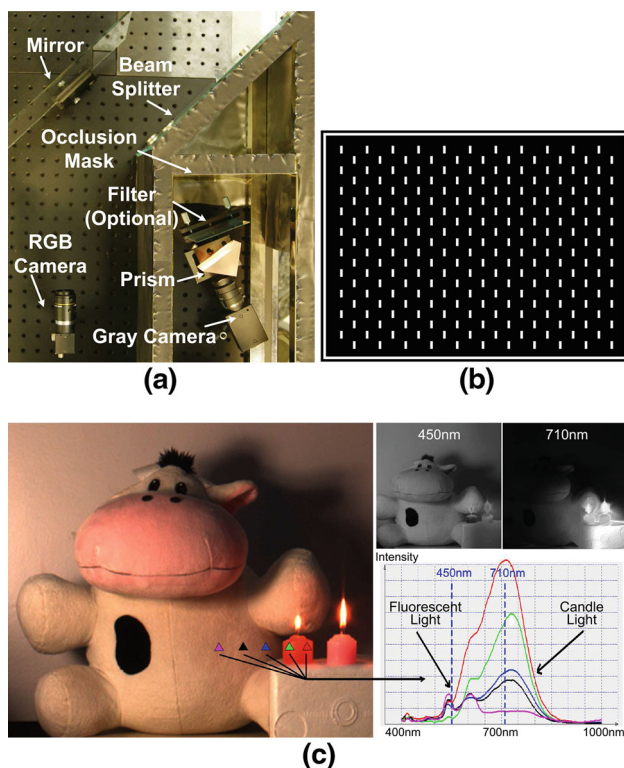 Mirror
Beam
Splitter
Occlusion
Mask
Filter
(Optional)
RGB
Camera
Prism
Gray Camera
(a)
(b)
450nm
710nm
Intensity
450nm
710nm
Fluorescent
Light
Candle
Light
400nm
700nm
1000nm
(c)